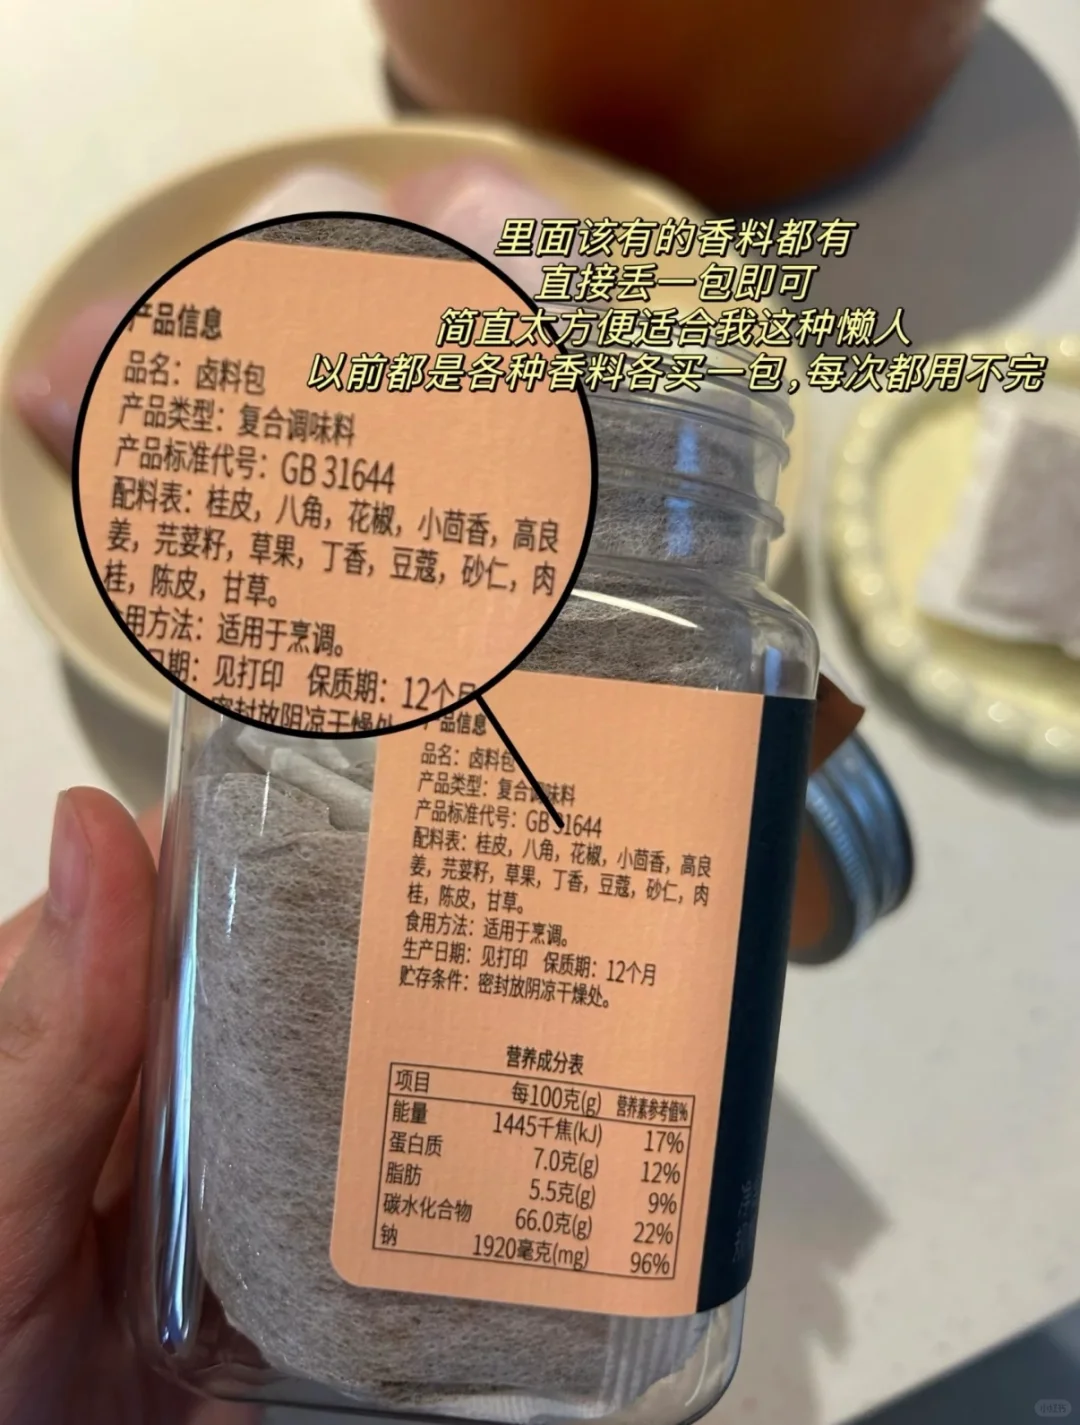 里面该有的香料都有
直接丢一包即可
简直太方便适合我这种懒人
以前都是各种香料各买一包,每次都用不完
产品信息
品名：卤料包
产品类型：复合调味料
产品标准代号：GB 31644
配料表：桂皮，八角，花椒，小茴香，高良
姜，芫荽籽，草果，丁香，豆蔻，砂仁，肉
桂，陈皮，甘草。
食用方法：适用于烹调。
日期：见打印 保质期：12个月
密封放阴凉干燥处
产品信息
品名：卤料包
产品类型：复合调味料
产品标准代号：GB 31644
配料表：桂皮，八角，花椒，小茴香，高良
姜，芫荽籽，草果，丁香，豆蔻，砂仁，肉
桂，陈皮，甘草。
食用方法：适用于烹调。
生产日期：见打印 保质期：12个月
贮存条件：密封放阴凉干燥处。
营养成分表
项目 每100克(g) 营养素参考值%
能量 1445千焦(kJ) 17%
蛋白质 7.0克(g) 12%
脂肪 5.5克(g) 9%
碳水化合物 66.0克(g) 22%
钠 1920毫克(mg) 96%